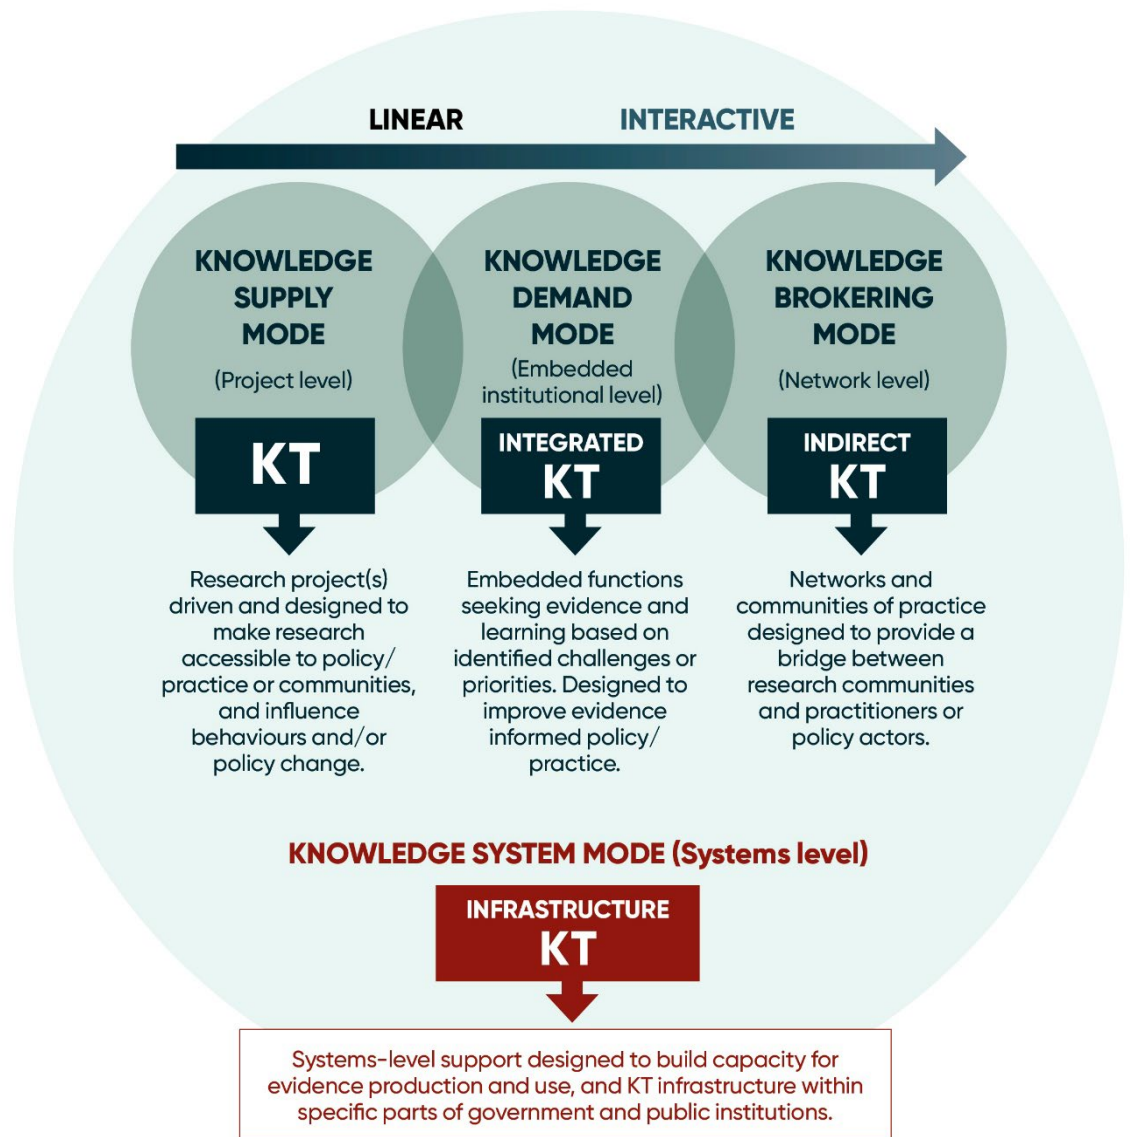 LINEAR
INTERACTIVE
KNOWLEDGE
SUPPLY
MODE
(Project level)
KT
Research project(s)
driven and designed to
make research
accessible to policy/
practice or communities,
and influence
behaviours and/or
policy change.
KNOWLEDGE
DEMAND
MODE
(Embedded
institutional level)
INTEGRATED
KT
Embedded functions
seeking evidence and
learning based on
identified challenges or
priorities. Designed to
improve evidence
informed policy/
practice.
KNOWLEDGE
BROKERING
MODE
(Network level)
INDIRECT
KT
Networks and
communities of practice
designed to provide a
bridge between
research communities
and practitioners or
policy actors.
KNOWLEDGE SYSTEM MODE (Systems level)
INFRASTRUCTURE
KT
Systems-level support designed to build capacity for
evidence production and use, and KT infrastructure within
specific parts of government and public institutions.